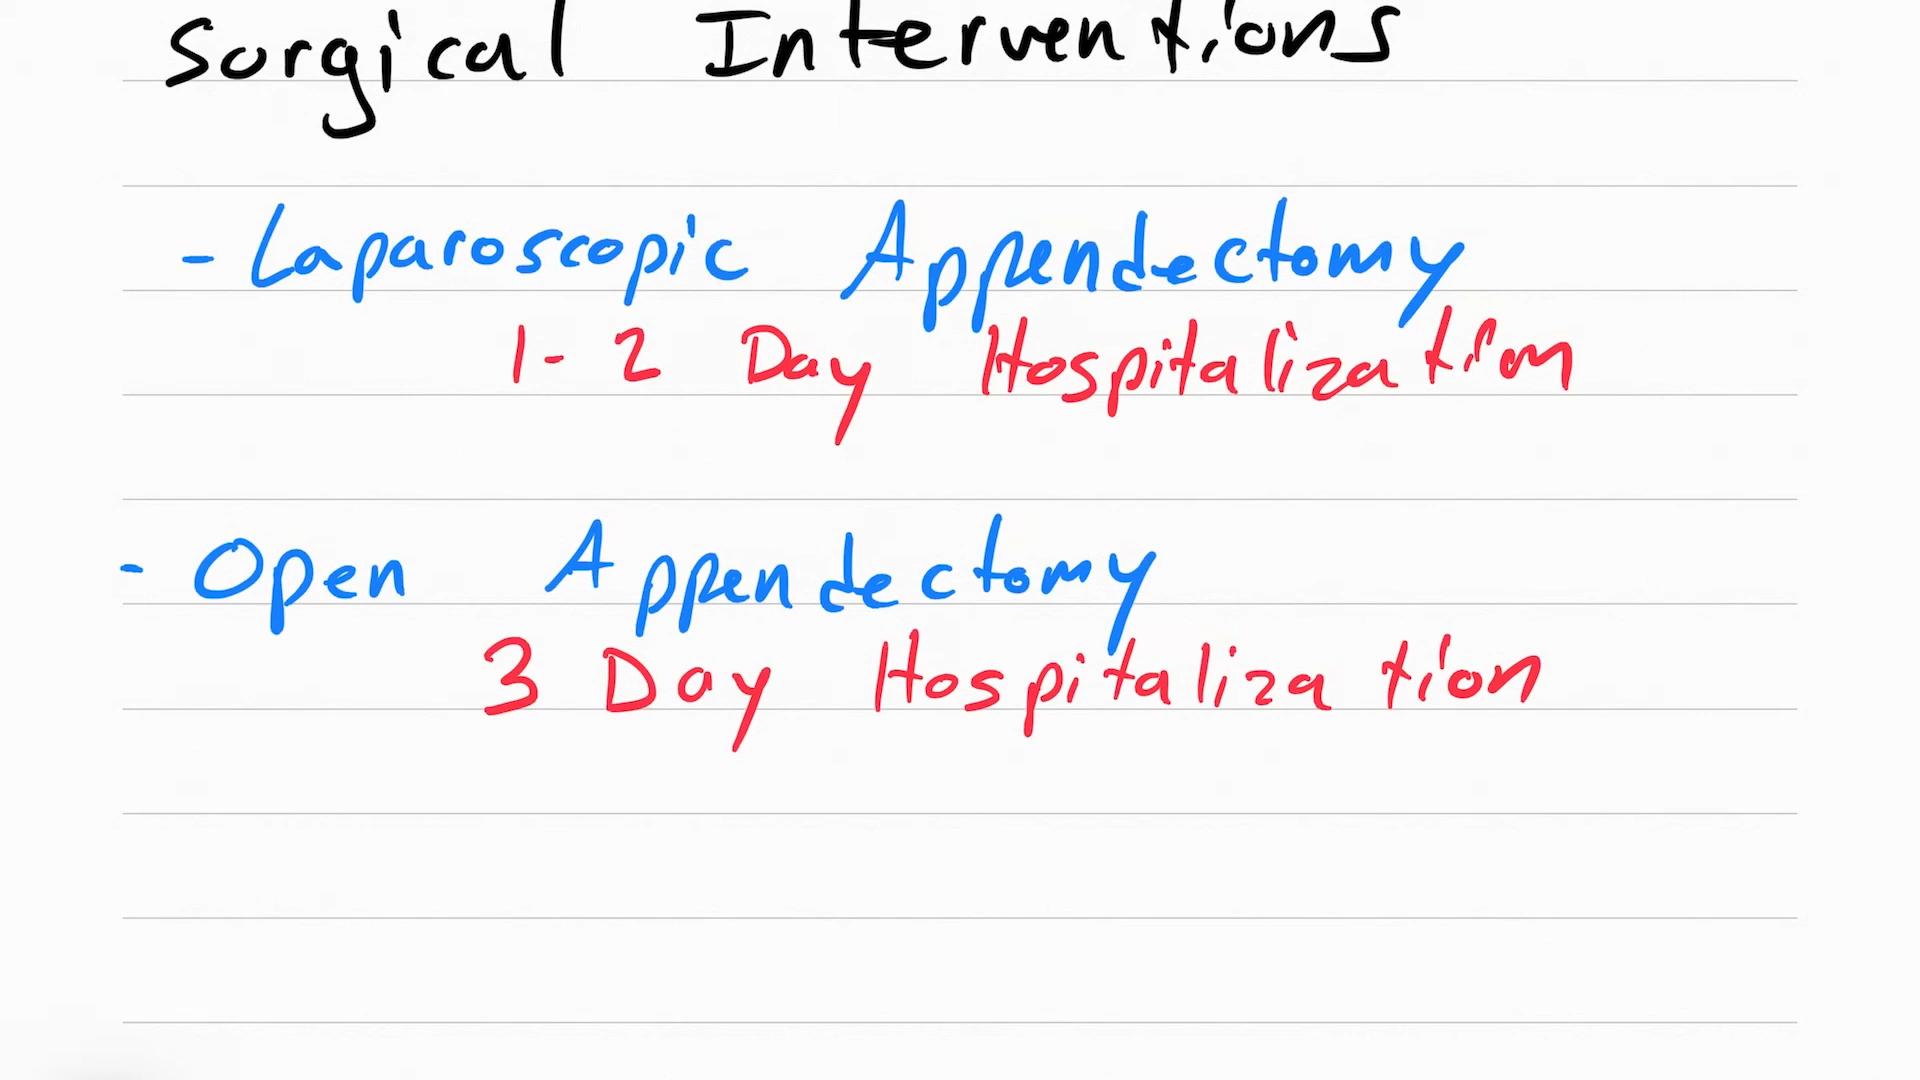 Surgical Interventions
- Laparoscopic Appendectomy
1-2 Day Hospitalization
- Open Appendectomy
3 Day Hospitalization